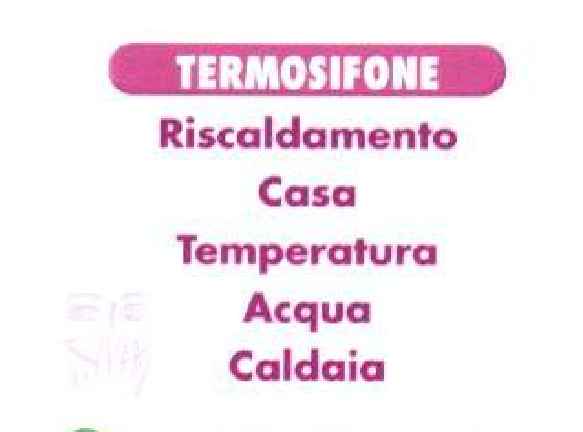 TERMOSIFONE
Riscaldamento
Casa
Temperatura
Acqua
Caldaia